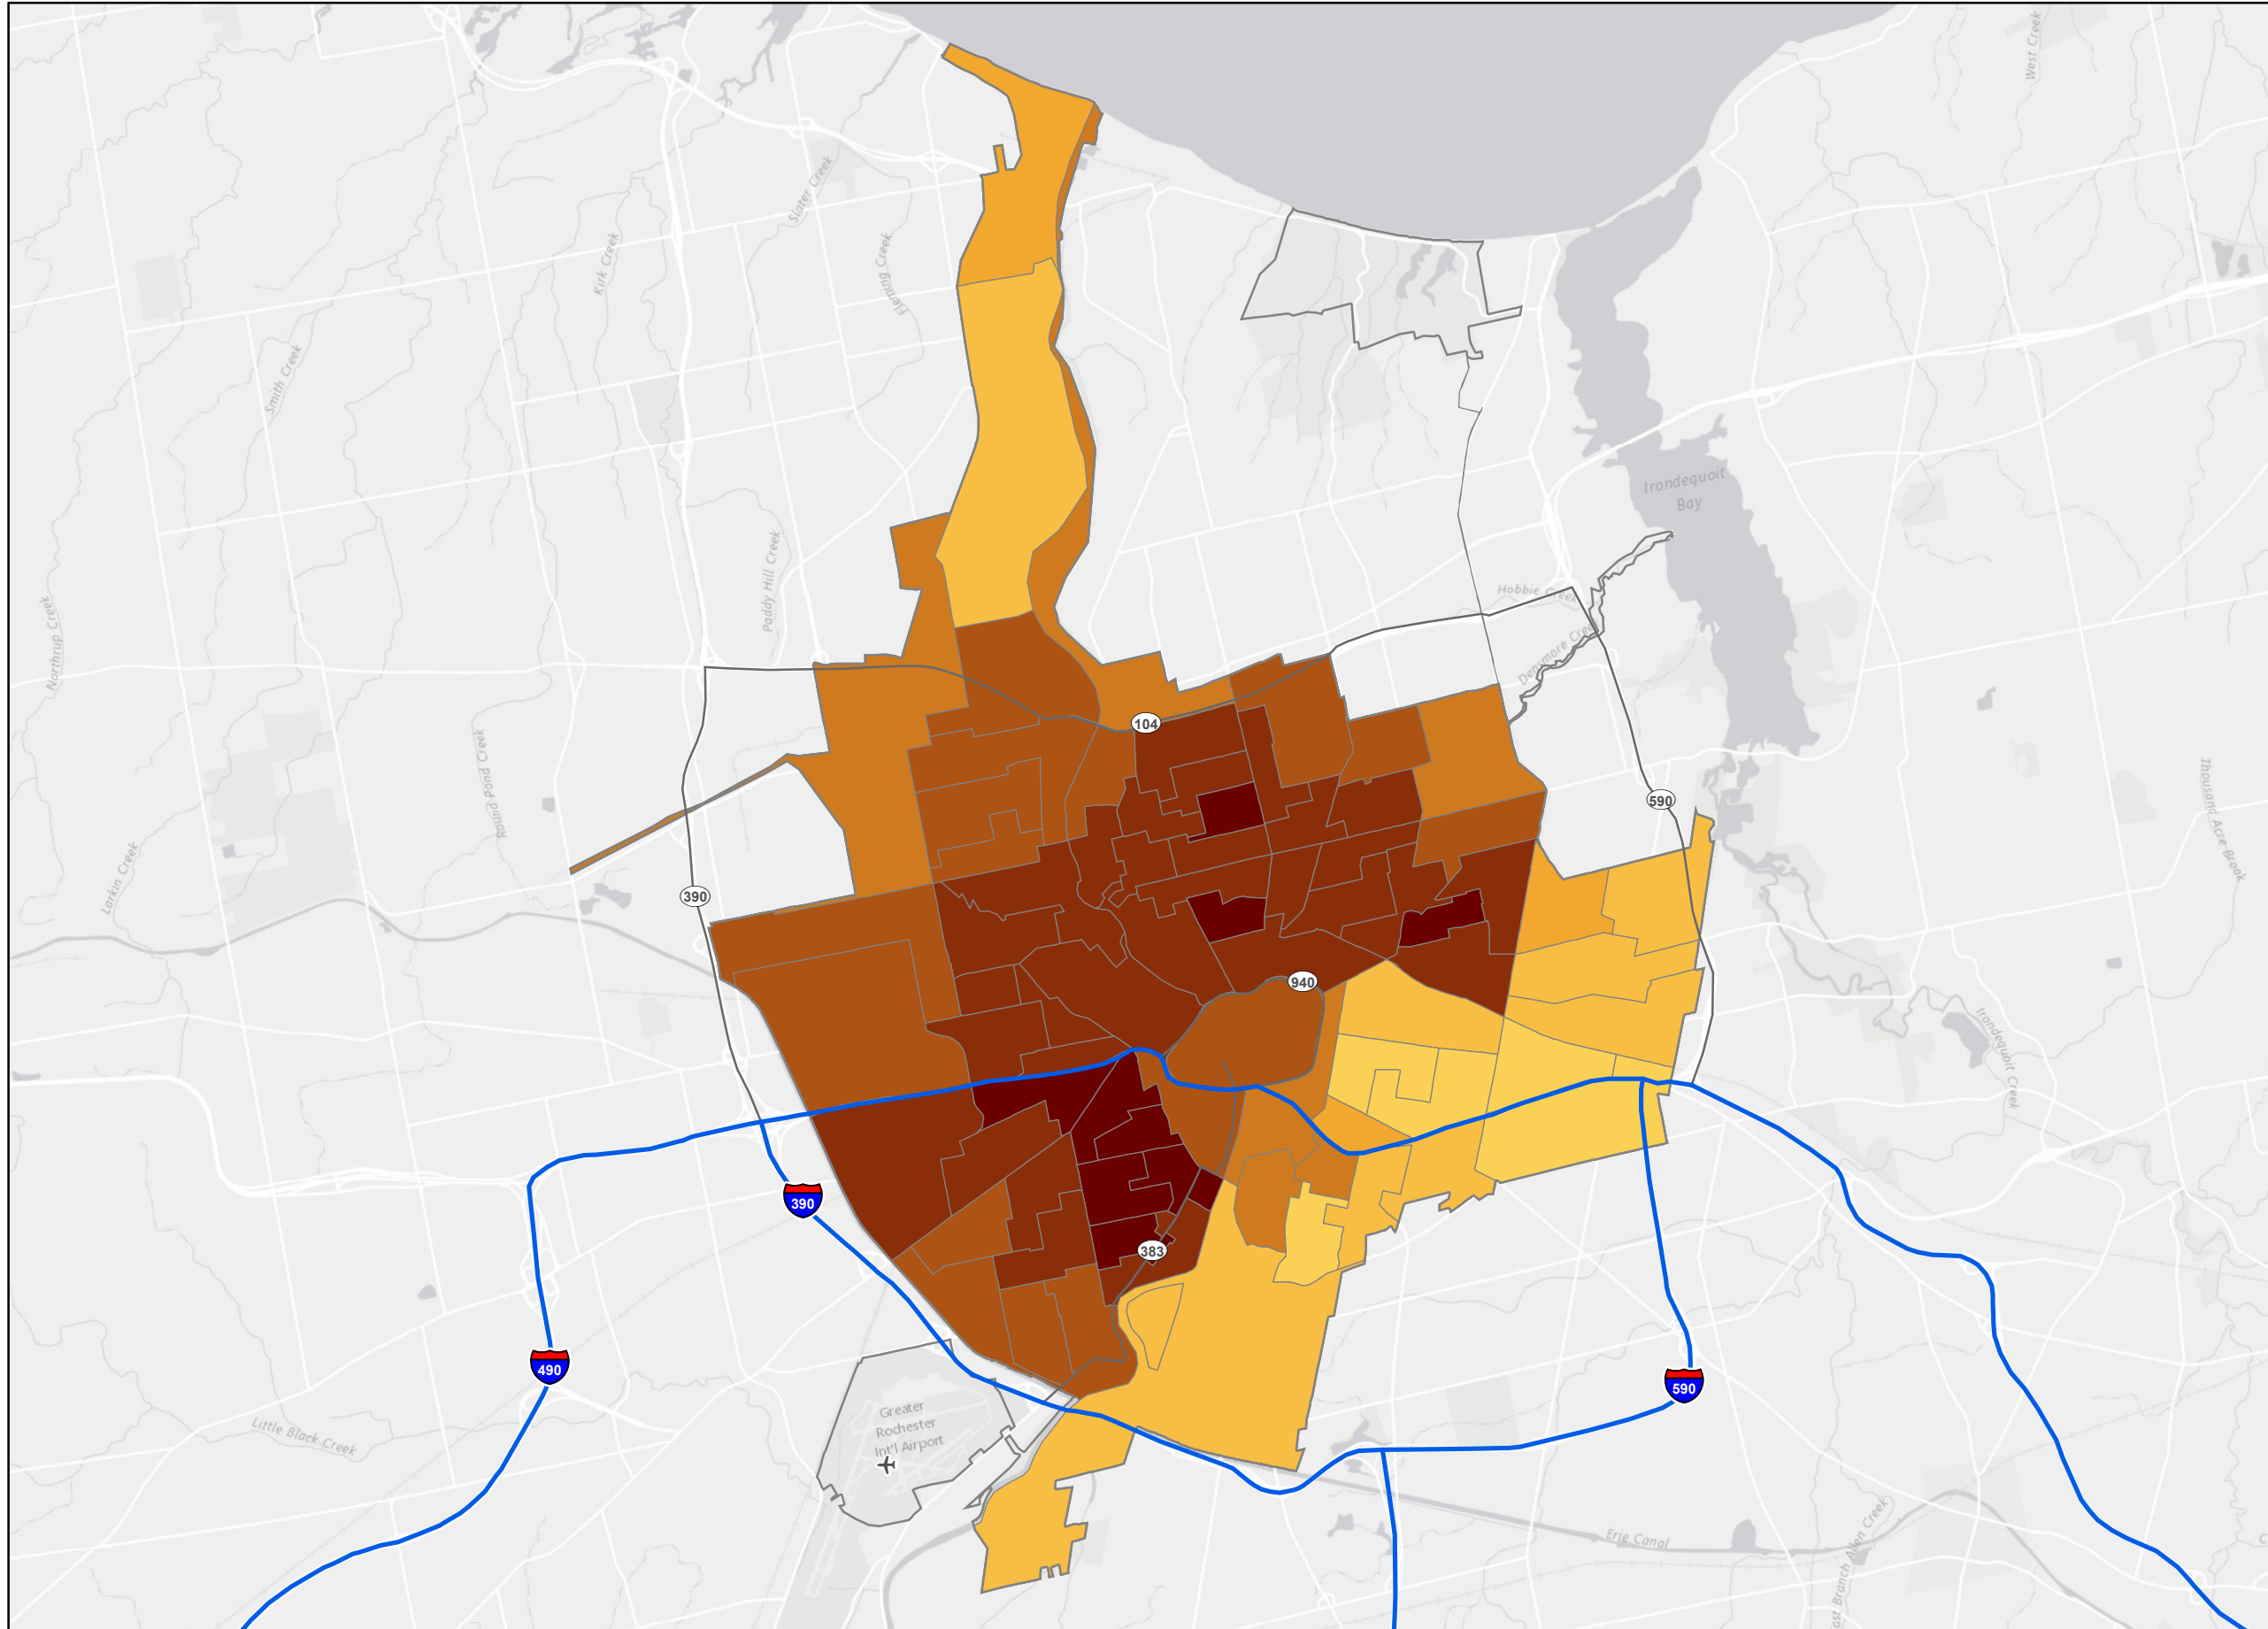 West Creek
Slater Creek
Kirk Creek
Fleming Creek
Smith Creek
Irondequoit
Bay
Paddy Hill Creek
Hobbie Creek
Northrup Creek
Densmore Creek
104
Round Pond Creek
590
Thousand Acre Brook
Larkin Creek
390
940
Irondequoit Creek
390
383
490
590
Greater
Rochester
Int'l Airport
Little Black Creek
Erie Canal
East Branch Allen Creek